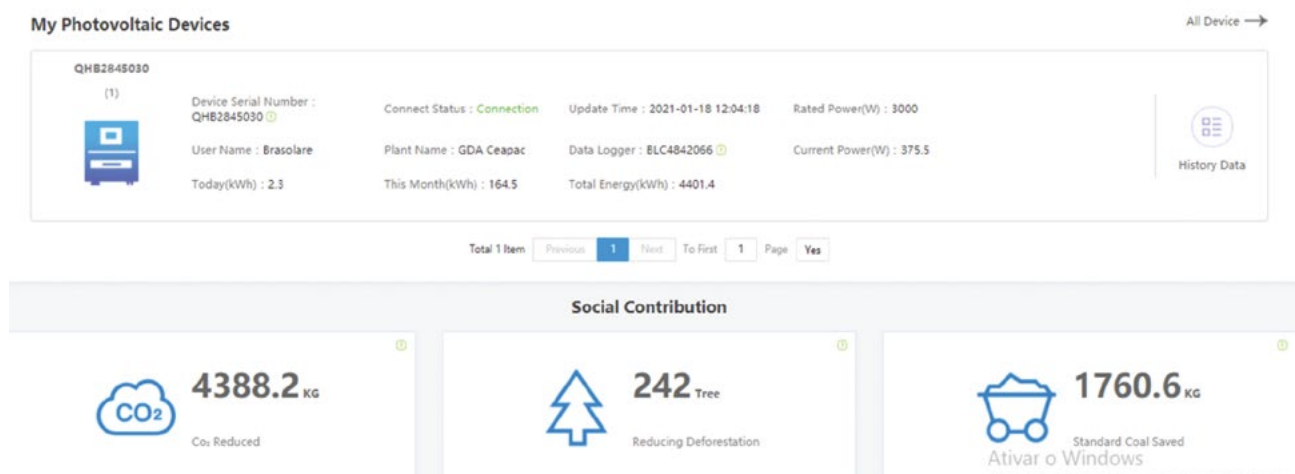 My Photovoltaic Devices
All Device
QHB2845030
(1)
Device Serial Number :
QHB2845030
Connect Status : Connection
Update Time : 2021-01-18 12:04:18
Rated Power(W) : 3000
User Name : Brasolare
Plant Name : GDA Ceapac
Data Logger : BLC4842066
Current Power(W) : 375.5
Today(kWh) : 2.3
This Month(kWh) : 164.5
Total Energy(kWh) : 4401.4
History Data
Total 1 Item Previous 1 Next To First 1 Page Yes
Social Contribution
CO₂
4388.2 KG
Co₂ Reduced
242 Tree
Reducing Deforestation
1760.6 KG
Standard Coal Saved
Ativar o Windows